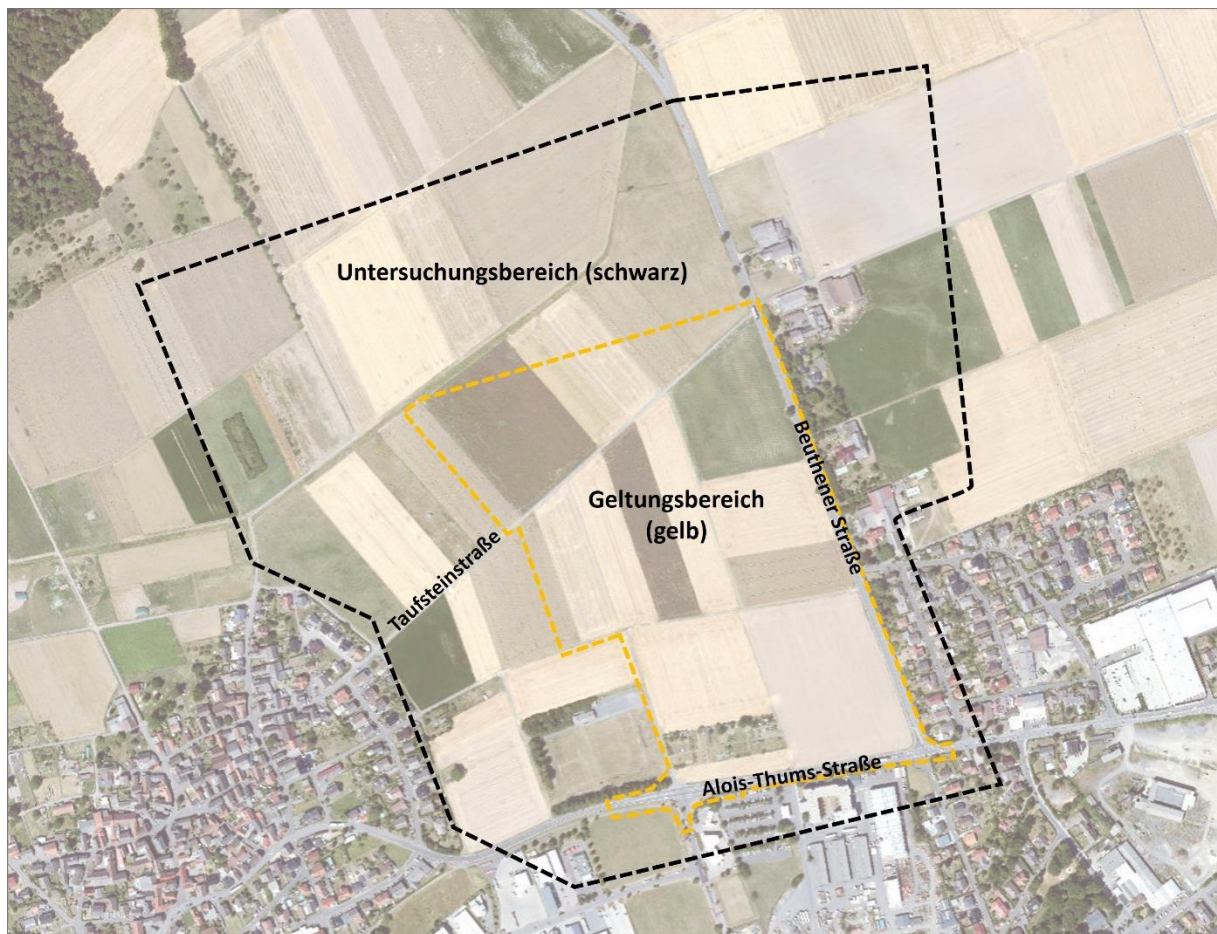 Untersuchungsbereich (schwarz)
Geltungsbereich
(gelb)
Beuthener Straße
Taufsteinstraße
Alois-Thums-Straße